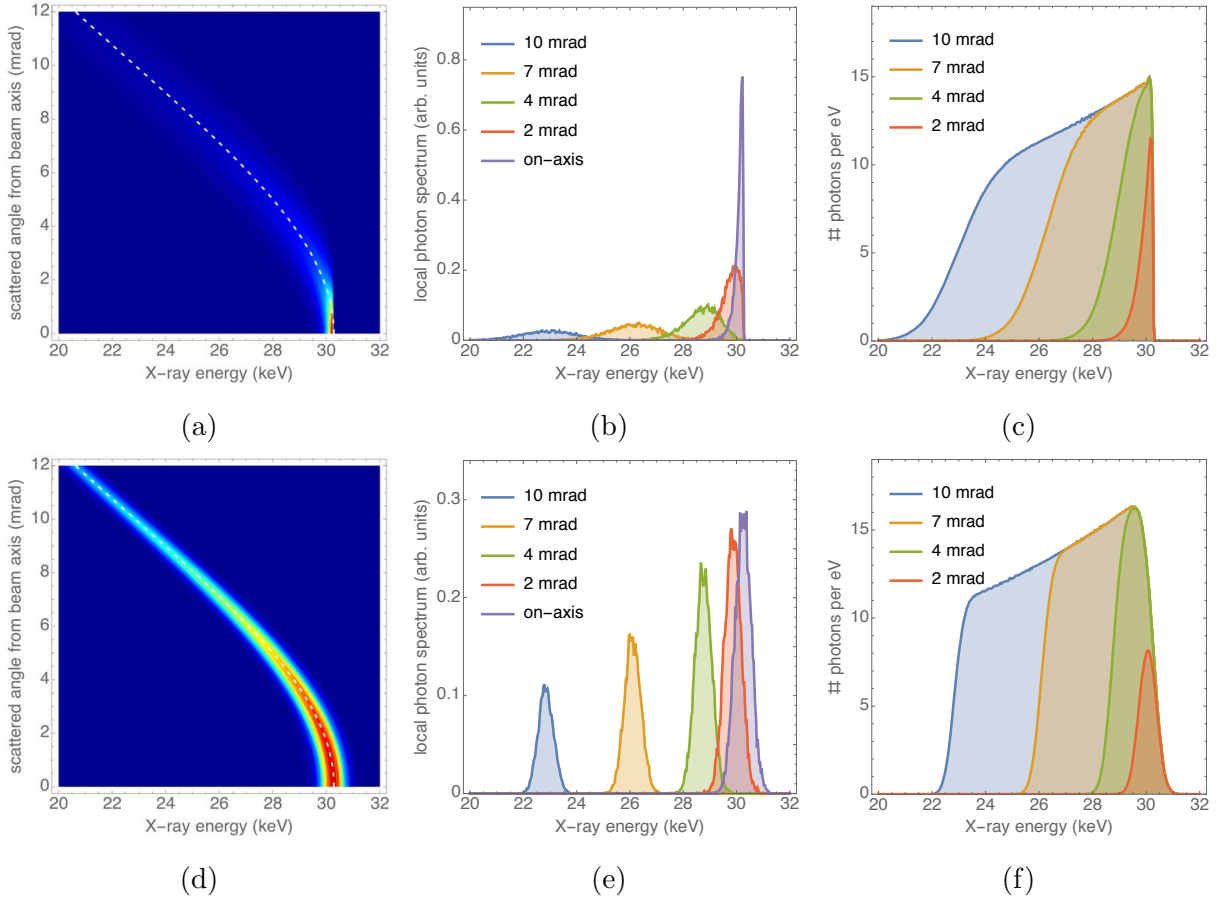 12
10
8
6
4
2
0
scattered angle from beam axis (mrad)
20 22 24 26 28 30 32
X-ray energy (keV)
(a)
0.8
0.6
0.4
0.2
0
local photon spectrum (arb. units)
10 mrad
7 mrad
4 mrad
2 mrad
on-axis
20 22 24 26 28 30 32
X-ray energy (keV)
(b)
15
10
5
0
# photons per eV
10 mrad
7 mrad
4 mrad
2 mrad
20 22 24 26 28 30 32
X-ray energy (keV)
(c)
12
10
8
6
4
2
0
scattered angle from beam axis (mrad)
20 22 24 26 28 30 32
X-ray energy (keV)
(d)
0.3
0.2
0.1
0
local photon spectrum (arb. units)
10 mrad
7 mrad
4 mrad
2 mrad
on-axis
20 22 24 26 28 30 32
X-ray energy (keV)
(e)
15
10
5
0
# photons per eV
10 mrad
7 mrad
4 mrad
2 mrad
20 22 24 26 28 30 32
X-ray energy (keV)
(f)